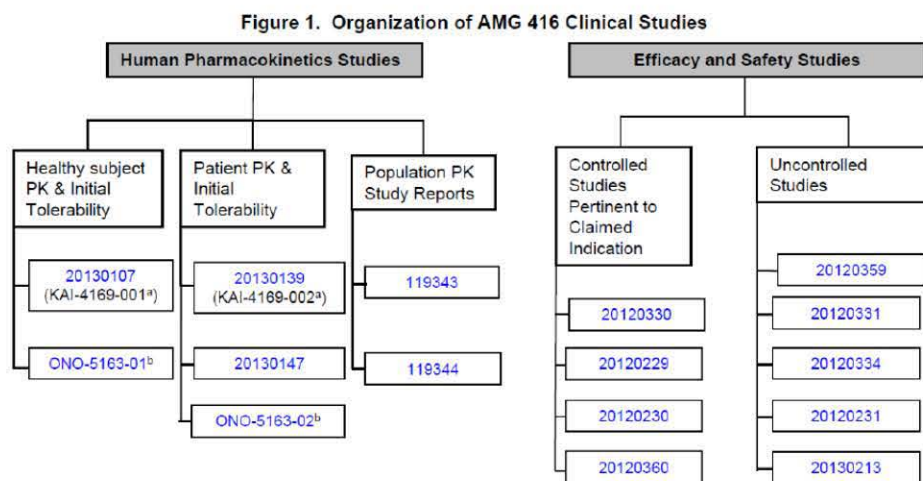 Figure 1. Organization of AMG 416 Clinical Studies
Human Pharmacokinetics Studies
Healthy subject
PK & Initial
Tolerability
20130107
(KAI-4169-001ᵃ)
ONO-5163-01ᵇ
Patient PK &
Initial
Tolerability
20130139
(KAI-4169-002ᵃ)
20130147
ONO-5163-02ᵇ
Population PK
Study Reports
119343
119344
Efficacy and Safety Studies
Controlled
Studies
Pertinent to
Claimed
Indication
20120330
20120229
20120230
20120360
Uncontrolled
Studies
20120359
20120331
20120334
20120231
20130213